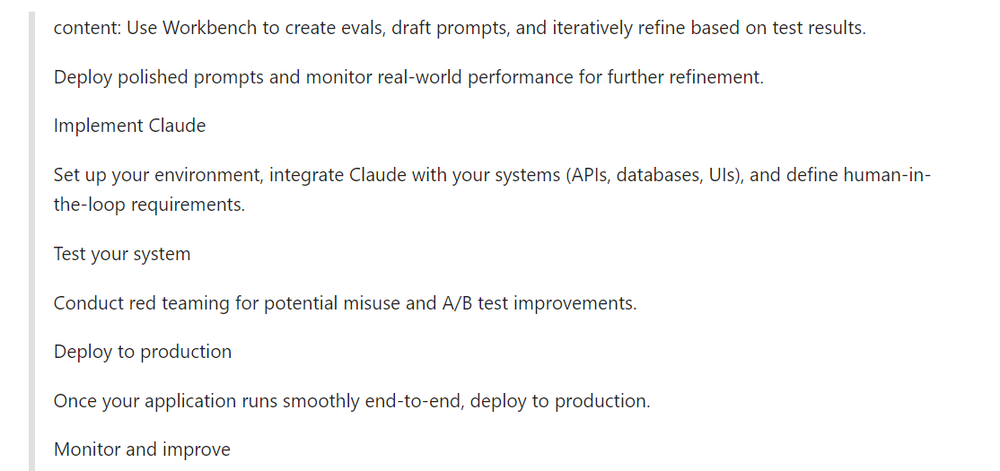 content: Use Workbench to create evals, draft prompts, and iteratively refine based on test results.
Deploy polished prompts and monitor real-world performance for further refinement.
Implement Claude
Set up your environment, integrate Claude with your systems (APIs, databases, UIs), and define human-in-
the-loop requirements.
Test your system
Conduct red teaming for potential misuse and A/B test improvements.
Deploy to production
Once your application runs smoothly end-to-end, deploy to production.
Monitor and improve